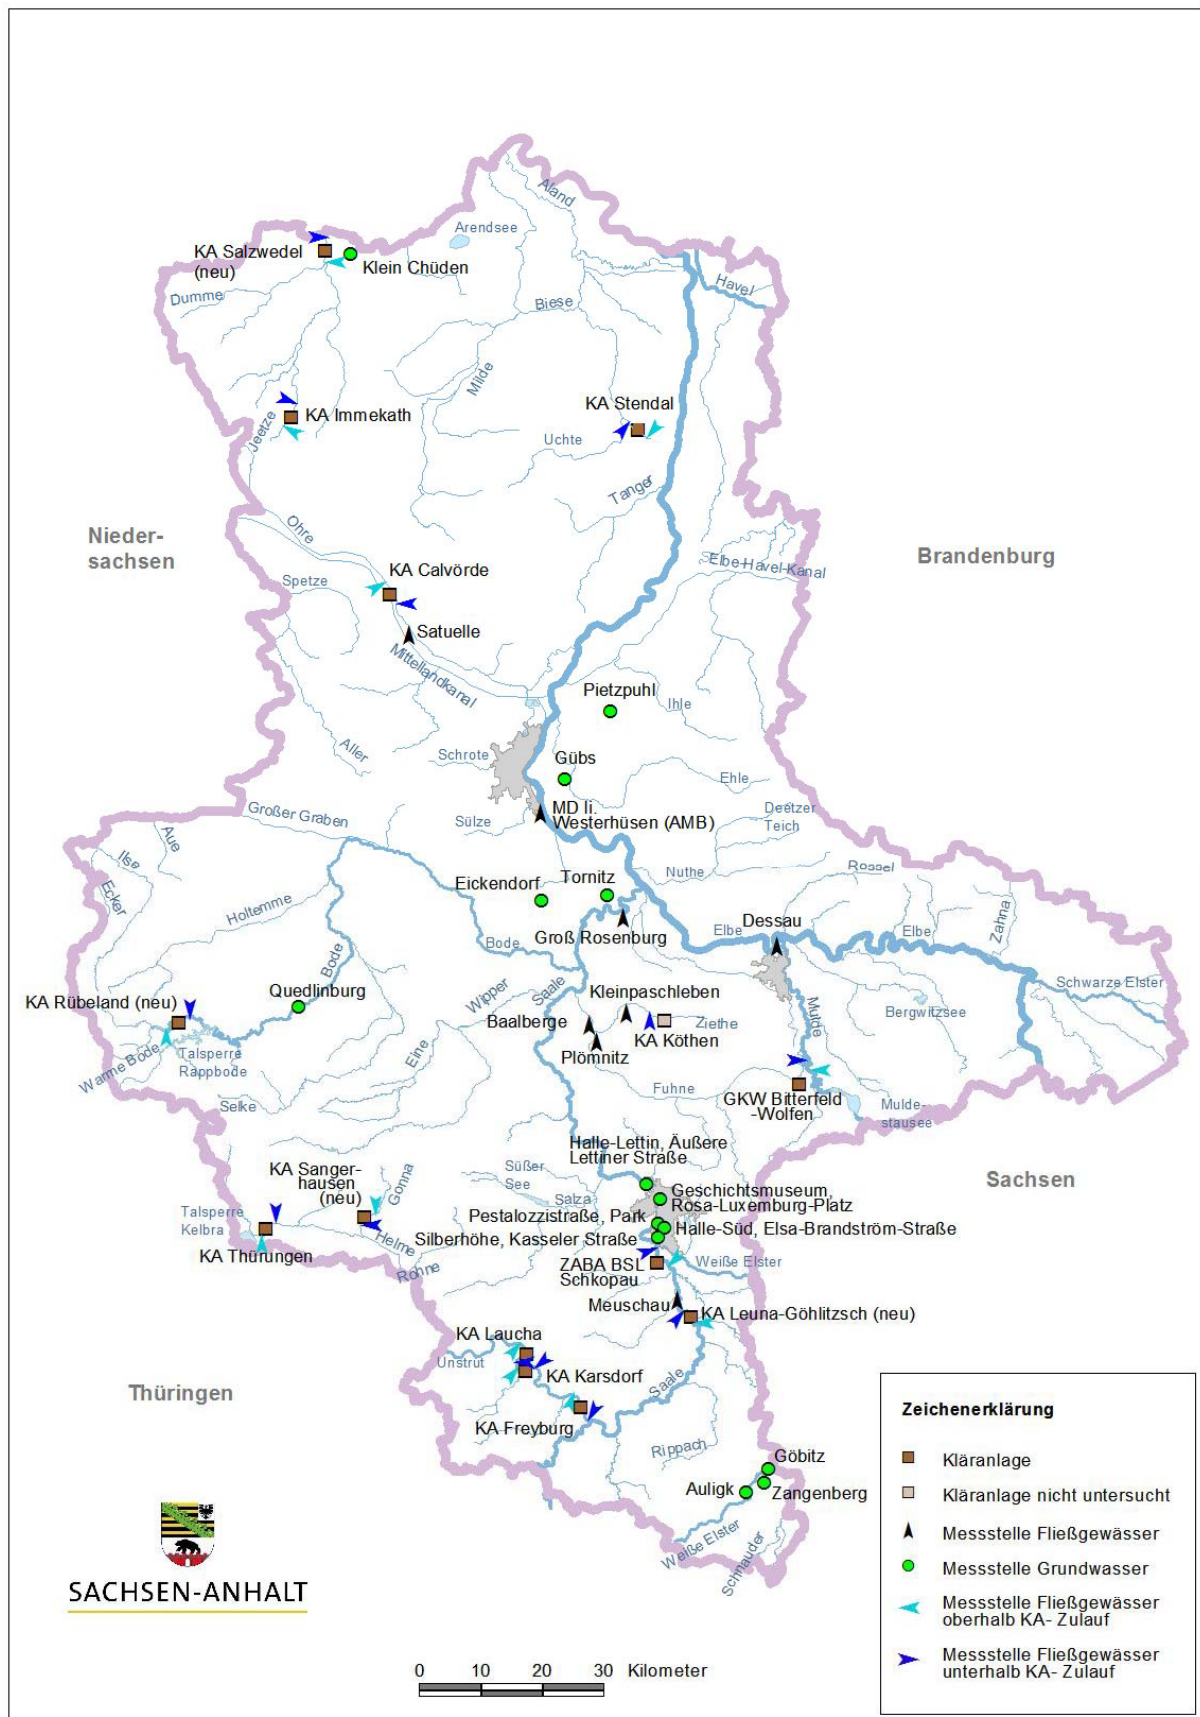 Aland
Arendsee
KA Salzwedel
(neu)
Klein Chüden
Dumme
Havel
Biese
Milde
KA Stendal
KA Immekath
Jeetze
Uchte
Tanger
Nieder-
sachsen
Ohre
Brandenburg
KA Calvörde
Elbe-Havel-Kanal
Spetze
Satuelle
Mittellandkanal
Pietzpuhl
Ihle
Aller
Schrote
Gübs
Ehle
MD li.
Westerhüsen (AMB)
Deetzer
Teich
Großer Graben
Sülze
Aue
Ilse
Ecker
Nuthe
Rossel
Eickendorf
Tornitz
Holtemme
Zahna
Dessau
Groß Rosenburg
Elbe
Elbe
Bode
Bode
Schwarze Elster
Quedlinburg
Wipper
Saale
KA Rübeland (neu)
Kleinpaschleben
Baalberge
Ziethe
KA Köthen
Plömnitz
Mulde
Bergwitzsee
Warme Bode
Talsperre
Rappbode
Eine
Selke
Fuhne
GKW Bitterfeld
-Wolfen
Mulde-
stausee
Halle-Lettin, Äußere
Lettiner Straße
KA Sanger-
hausen
(neu)
Gonna
Süßer
See
Salza
Sachsen
Geschichtsmuseum,
Rosa-Luxemburg-Platz
Pestalozzistraße, Park
Halle-Süd, Elsa-Brandström-Straße
Silberhöhe, Kasseler Straße
Talsperre
Kelbra
KA Thürungen
Helme
Rohne
ZABA BSL
Schkopau
Weiße Elster
Meuschau
KA Leuna-Göhlitzsch (neu)
KA Laucha
Unstrut
KA Karsdorf
Saale
Thüringen
KA Freyburg
Rippach
Göbitz
Auligk
Zangenberg
Weiße Elster
Schnauder
SACHSEN-ANHALT
0 10 20 30 Kilometer
Zeichenerklärung
Kläranlage
Kläranlage nicht untersucht
Messstelle Fließgewässer
Messstelle Grundwasser
Messstelle Fließgewässer
oberhalb KA- Zulauf
Messstelle Fließgewässer
unterhalb KA- Zulauf